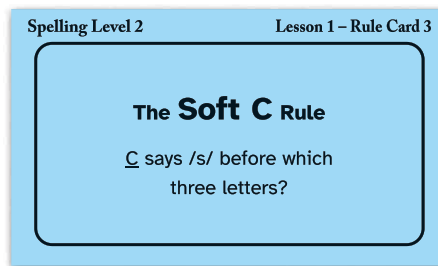 Spelling Level 2
Lesson 1 – Rule Card 3
The Soft C Rule
C says /s/ before which
three letters?